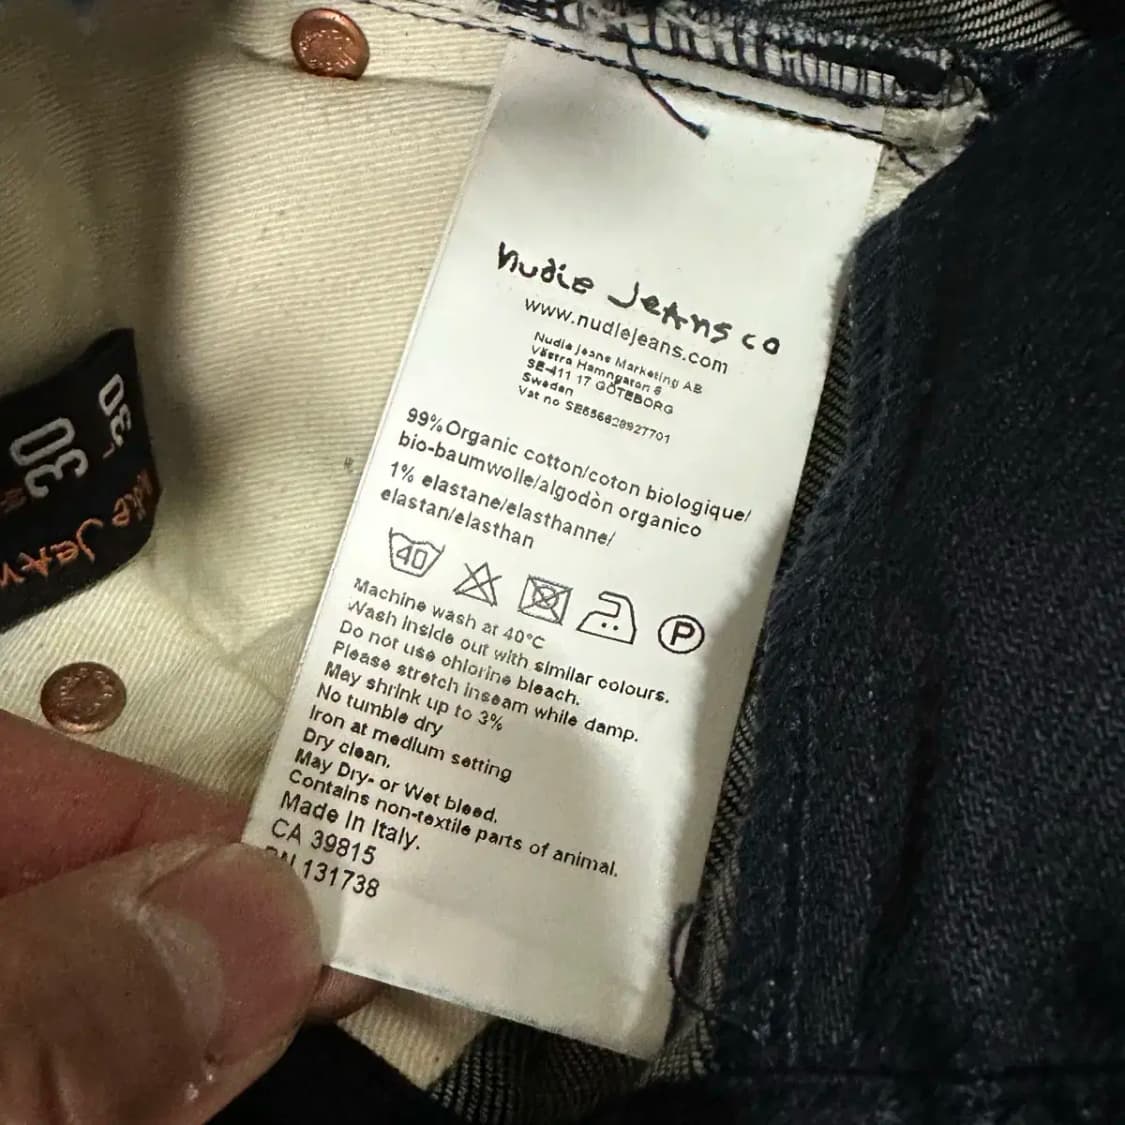 Nudie Jeans co
www.nudiejeans.com
Nudie Jeans Marketing AB
Västra Hamngatan 6
SE-411 17 GÖTEBORG
Sweden
Vat no
99% Organic cotton/coton biologique/
bio-baumwolle/algodòn organico
1% elastane/elasthanne/
elastan/elasthan
40
P
Machine wash at 40°C
Wash inside out with similar colours.
Do not use chlorine bleach.
Please stretch inseam while damp.
May shrink up to 3%
No tumble dry
Iron at medium setting
Dry clean.
May Dry- or Wet bleed.
Contains non-textile parts of animal.
Made In Italy.
CA 39815
131738
30
30
L